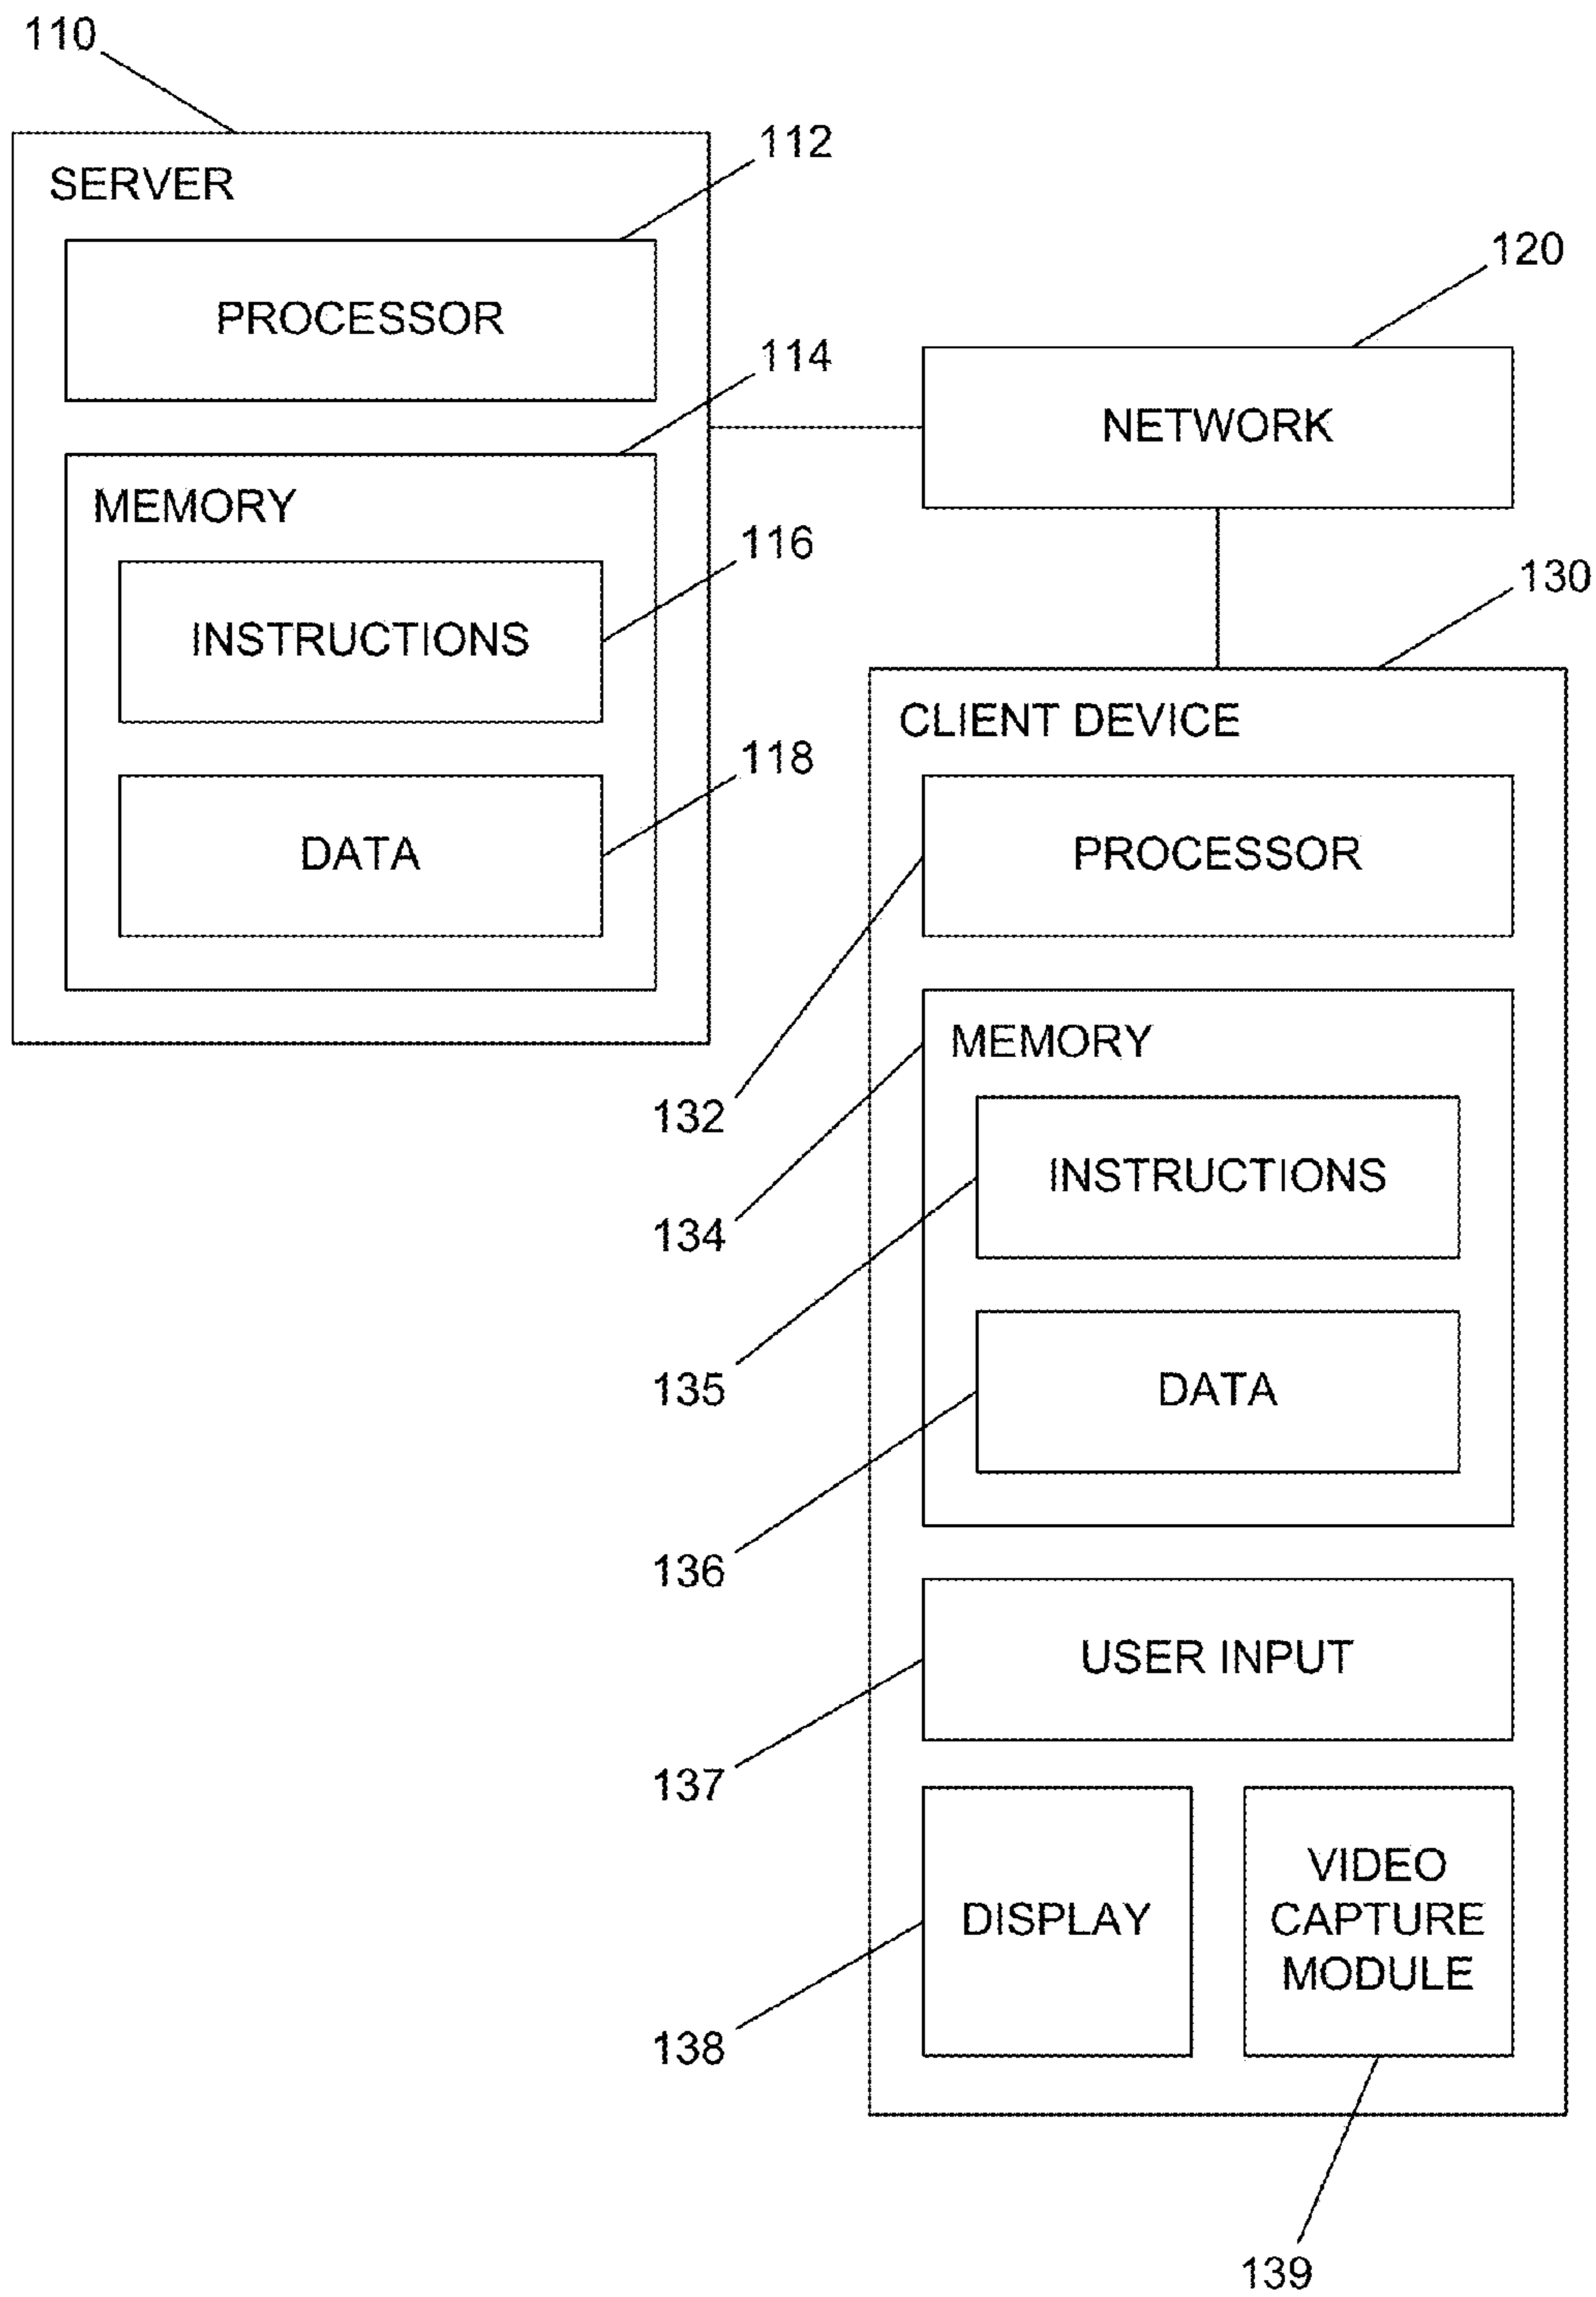 110
SERVER
112
PROCESSOR
114
MEMORY
116
INSTRUCTIONS
118
DATA
120
NETWORK
130
CLIENT DEVICE
PROCESSOR
132
MEMORY
134
INSTRUCTIONS
135
DATA
136
USER INPUT
137
DISPLAY
138
VIDEO
CAPTURE
MODULE
139